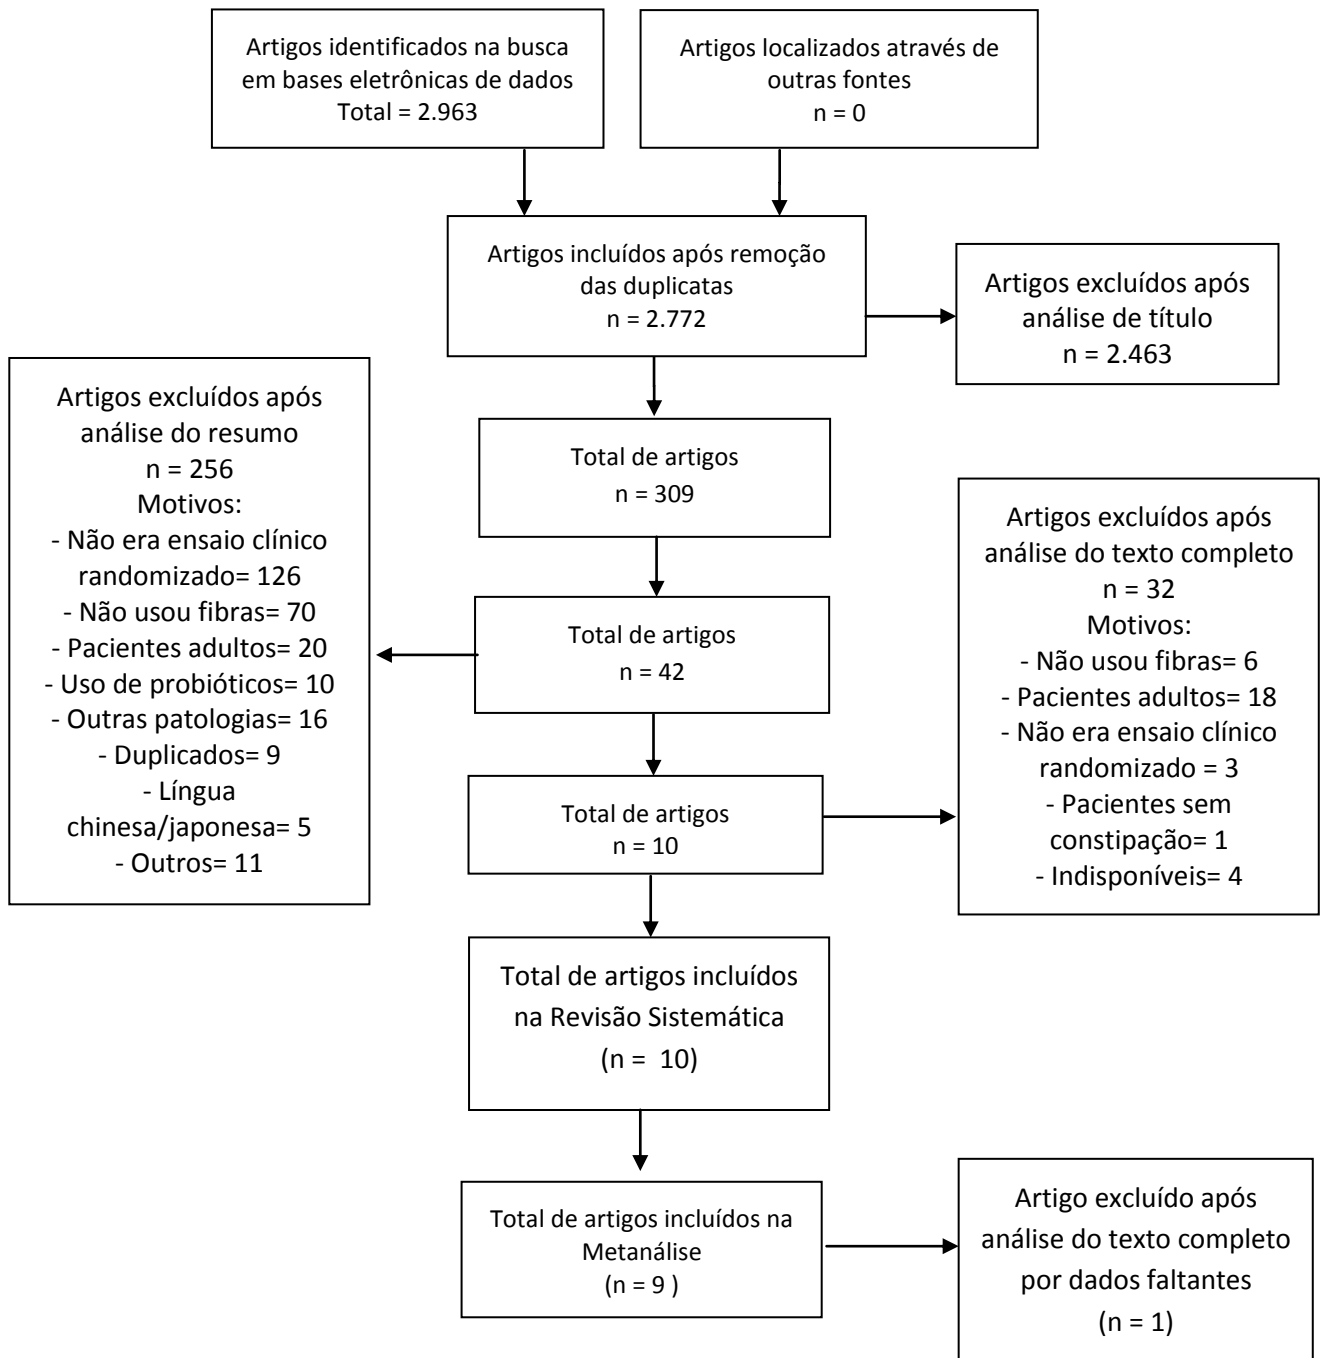 Artigos identificados na busca
em bases eletrônicas de dados
Total = 2.963
Artigos localizados através de
outras fontes
n = 0
Artigos incluídos após remoção
das duplicatas
n = 2.772
Artigos excluídos após
análise de título
n = 2.463
Artigos excluídos após
análise do resumo
n = 256
Motivos:
- Não era ensaio clínico
randomizado= 126
- Não usou fibras= 70
- Pacientes adultos= 20
- Uso de probióticos= 10
- Outras patologias= 16
- Duplicados= 9
- Língua
chinesa/japonesa= 5
- Outros= 11
Total de artigos
n = 309
Total de artigos
n = 42
Artigos excluídos após
análise do texto completo
n = 32
Motivos:
- Não usou fibras= 6
- Pacientes adultos= 18
- Não era ensaio clínico
randomizado = 3
- Pacientes sem
constipação= 1
- Indisponíveis= 4
Total de artigos
n = 10
Total de artigos incluídos
na Revisão Sistemática
(n =  10)
Total de artigos incluídos na
Metanálise
(n = 9 )
Artigo excluído após
análise do texto completo
por dados faltantes
(n = 1)